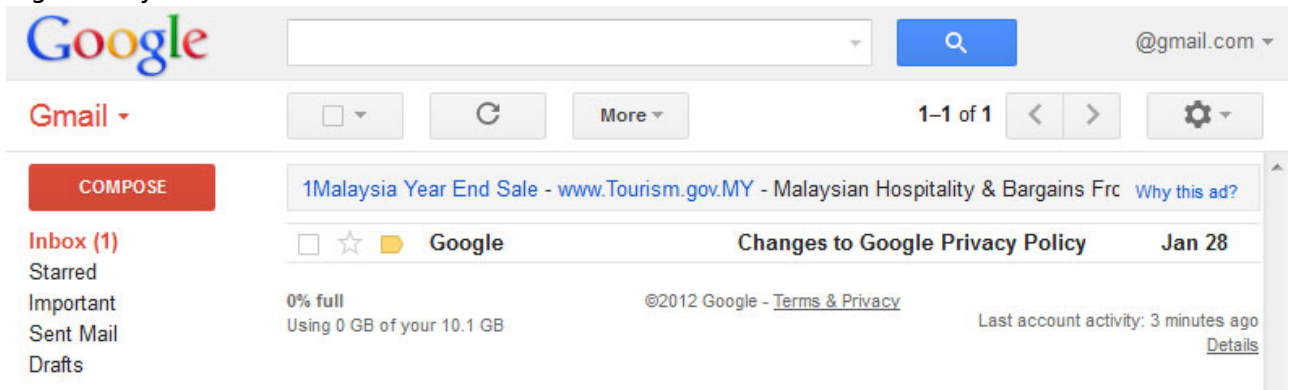 Google
@gmail.com
Gmail
More
1–1 of 1
COMPOSE
1Malaysia Year End Sale - www.Tourism.gov.MY - Malaysian Hospitality & Bargains Frc Why this ad?
Inbox (1)
Google Changes to Google Privacy Policy Jan 28
Starred
Important
Sent Mail
Drafts
0% full
Using 0 GB of your 10.1 GB
©2012 Google - Terms & Privacy
Last account activity: 3 minutes ago
Details